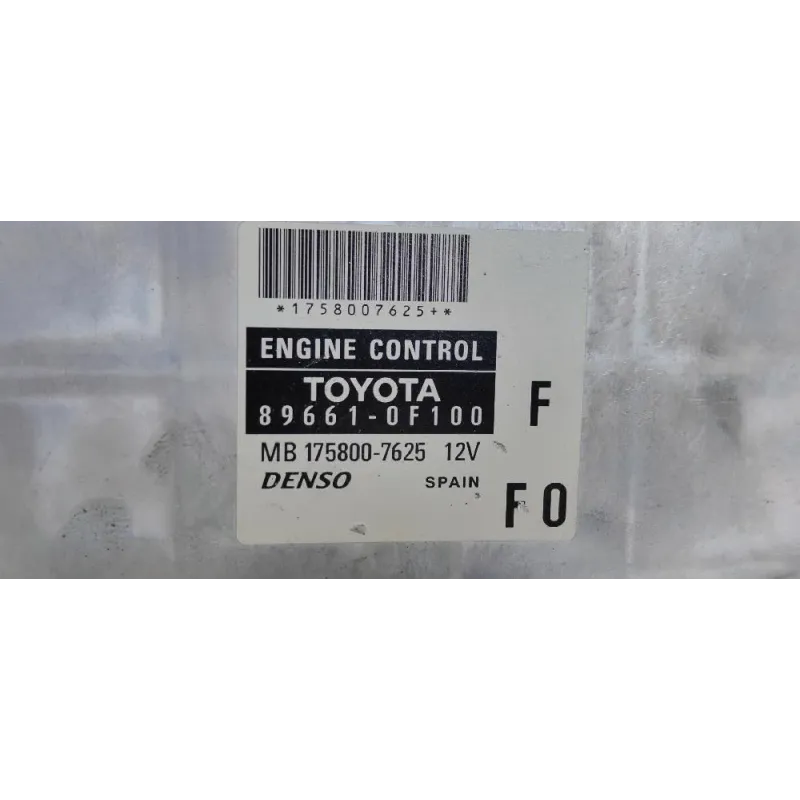 *1758007625+*
ENGINE CONTROL
TOYOTA
89661-0F100
F
MB 175800-7625 12V
DENSO SPAIN
F0